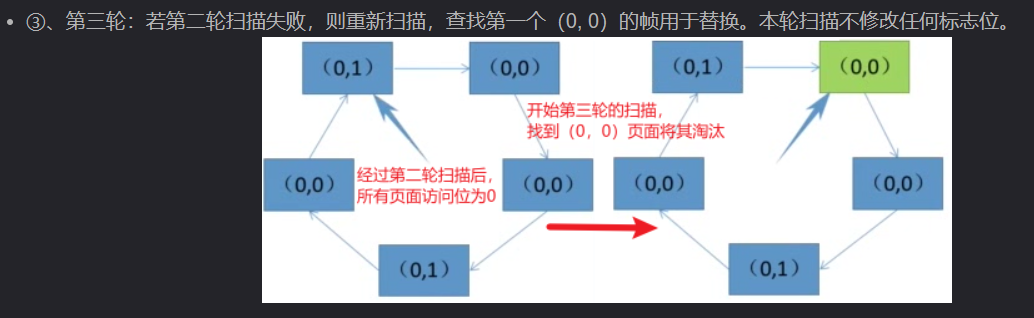 ③、第三轮：若第二轮扫描失败，则重新扫描，查找第一个（0, 0）的帧用于替换。本轮扫描不修改任何标志位。
（0,1）
（0,0）
（0,1）
（0,0）
开始第三轮的扫描，
找到（0，0）页面将其淘汰
（0,0）
经过第二轮扫描后，
所有页面访问位为0
（0,0）
（0,0）
（0,0）
（0,1）
（0,1）